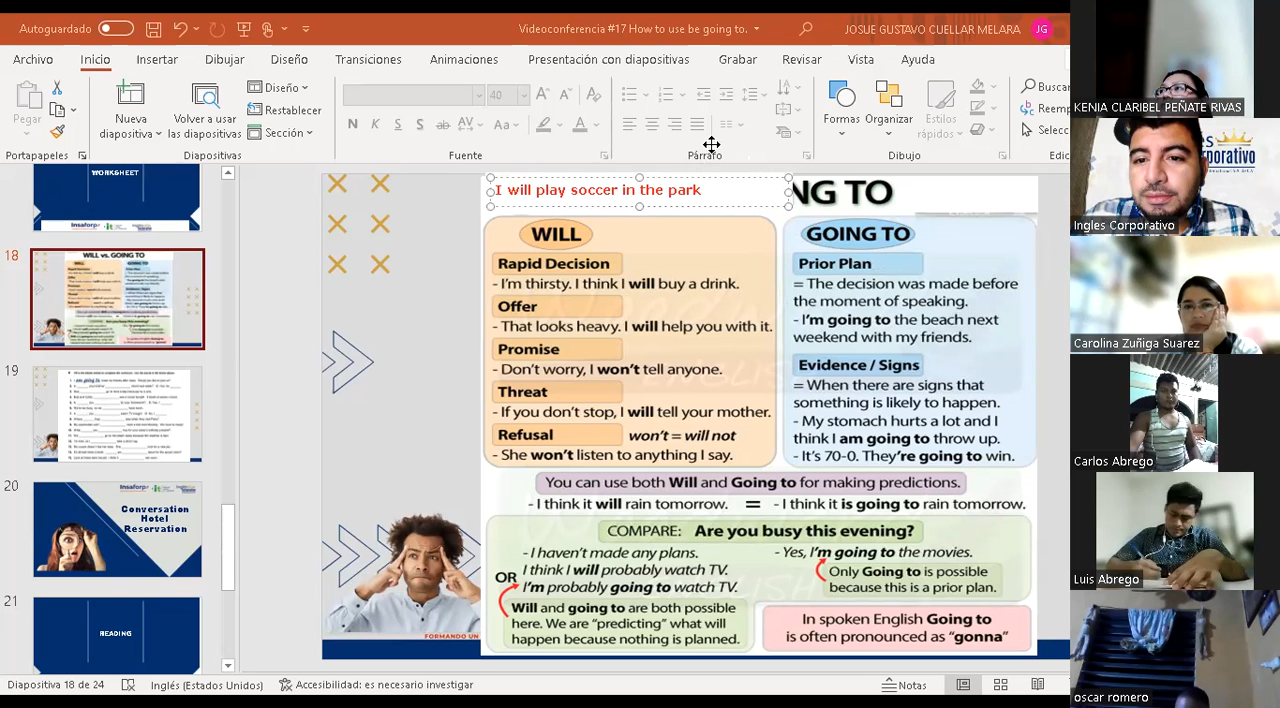 Autoguardado
Videoconferencia #17 How to use be going to.
JOSUE GUSTAVO CUELLAR MELARA
JG
Archivo
Inicio
Insertar
Dibujar
Diseño
Transiciones
Animaciones
Presentación con diapositivas
Grabar
Revisar
Vista
Ayuda
Pegar
Nueva
diapositiva
Volver a usar
las diapositivas
Diseño
Restablecer
Sección
40
N K S S ab AV Aa A
Formas
Organizar
Estilos
rápidos
Buscar
Reemp
Selecc
Portapapeles
Diapositivas
Fuente
Párrafo
Dibujo
Edic
WORKSHEET
Insaforp
18
WILL vs. GOING TO
19
20
Insaforp
Conversation
Hotel
Reservation
21
READING
I will play soccer in the park
NG TO
WILL
Rapid Decision
- I'm thirsty. I think I will buy a drink.
Offer
- That looks heavy. I will help you with it.
Promise
- Don't worry, I won't tell anyone.
Threat
- If you don't stop, I will tell your mother.
Refusal
won't = will not
- She won't listen to anything I say.
GOING TO
Prior Plan
= The decision was made before
the moment of speaking.
- I'm going to the beach next
weekend with my friends.
Evidence / Signs
= When there are signs that
something is likely to happen.
- My stomach hurts a lot and I
think I am going to throw up.
- It's 70-0. They're going to win.
You can use both Will and Going to for making predictions.
- I think it will rain tomorrow. = - I think it is going to rain tomorrow.
COMPARE: Are you busy this evening?
- I haven't made any plans.
I think I will probably watch TV.
OR
I'm probably going to watch TV.
Will and going to are both possible
here. We are "predicting" what will
happen because nothing is planned.
- Yes, I'm going to the movies.
Only Going to is possible
because this is a prior plan.
In spoken English Going to
is often pronounced as "gonna"
FORMANDO UN
Diapositiva 18 de 24
Inglés (Estados Unidos)
Accesibilidad: es necesario investigar
Notas
KENIA CLARIBEL PEÑATE RIVAS
Ingles Corporativo
Carolina Zuñiga Suarez
Carlos Abrego
Luis Abrego
oscar romero